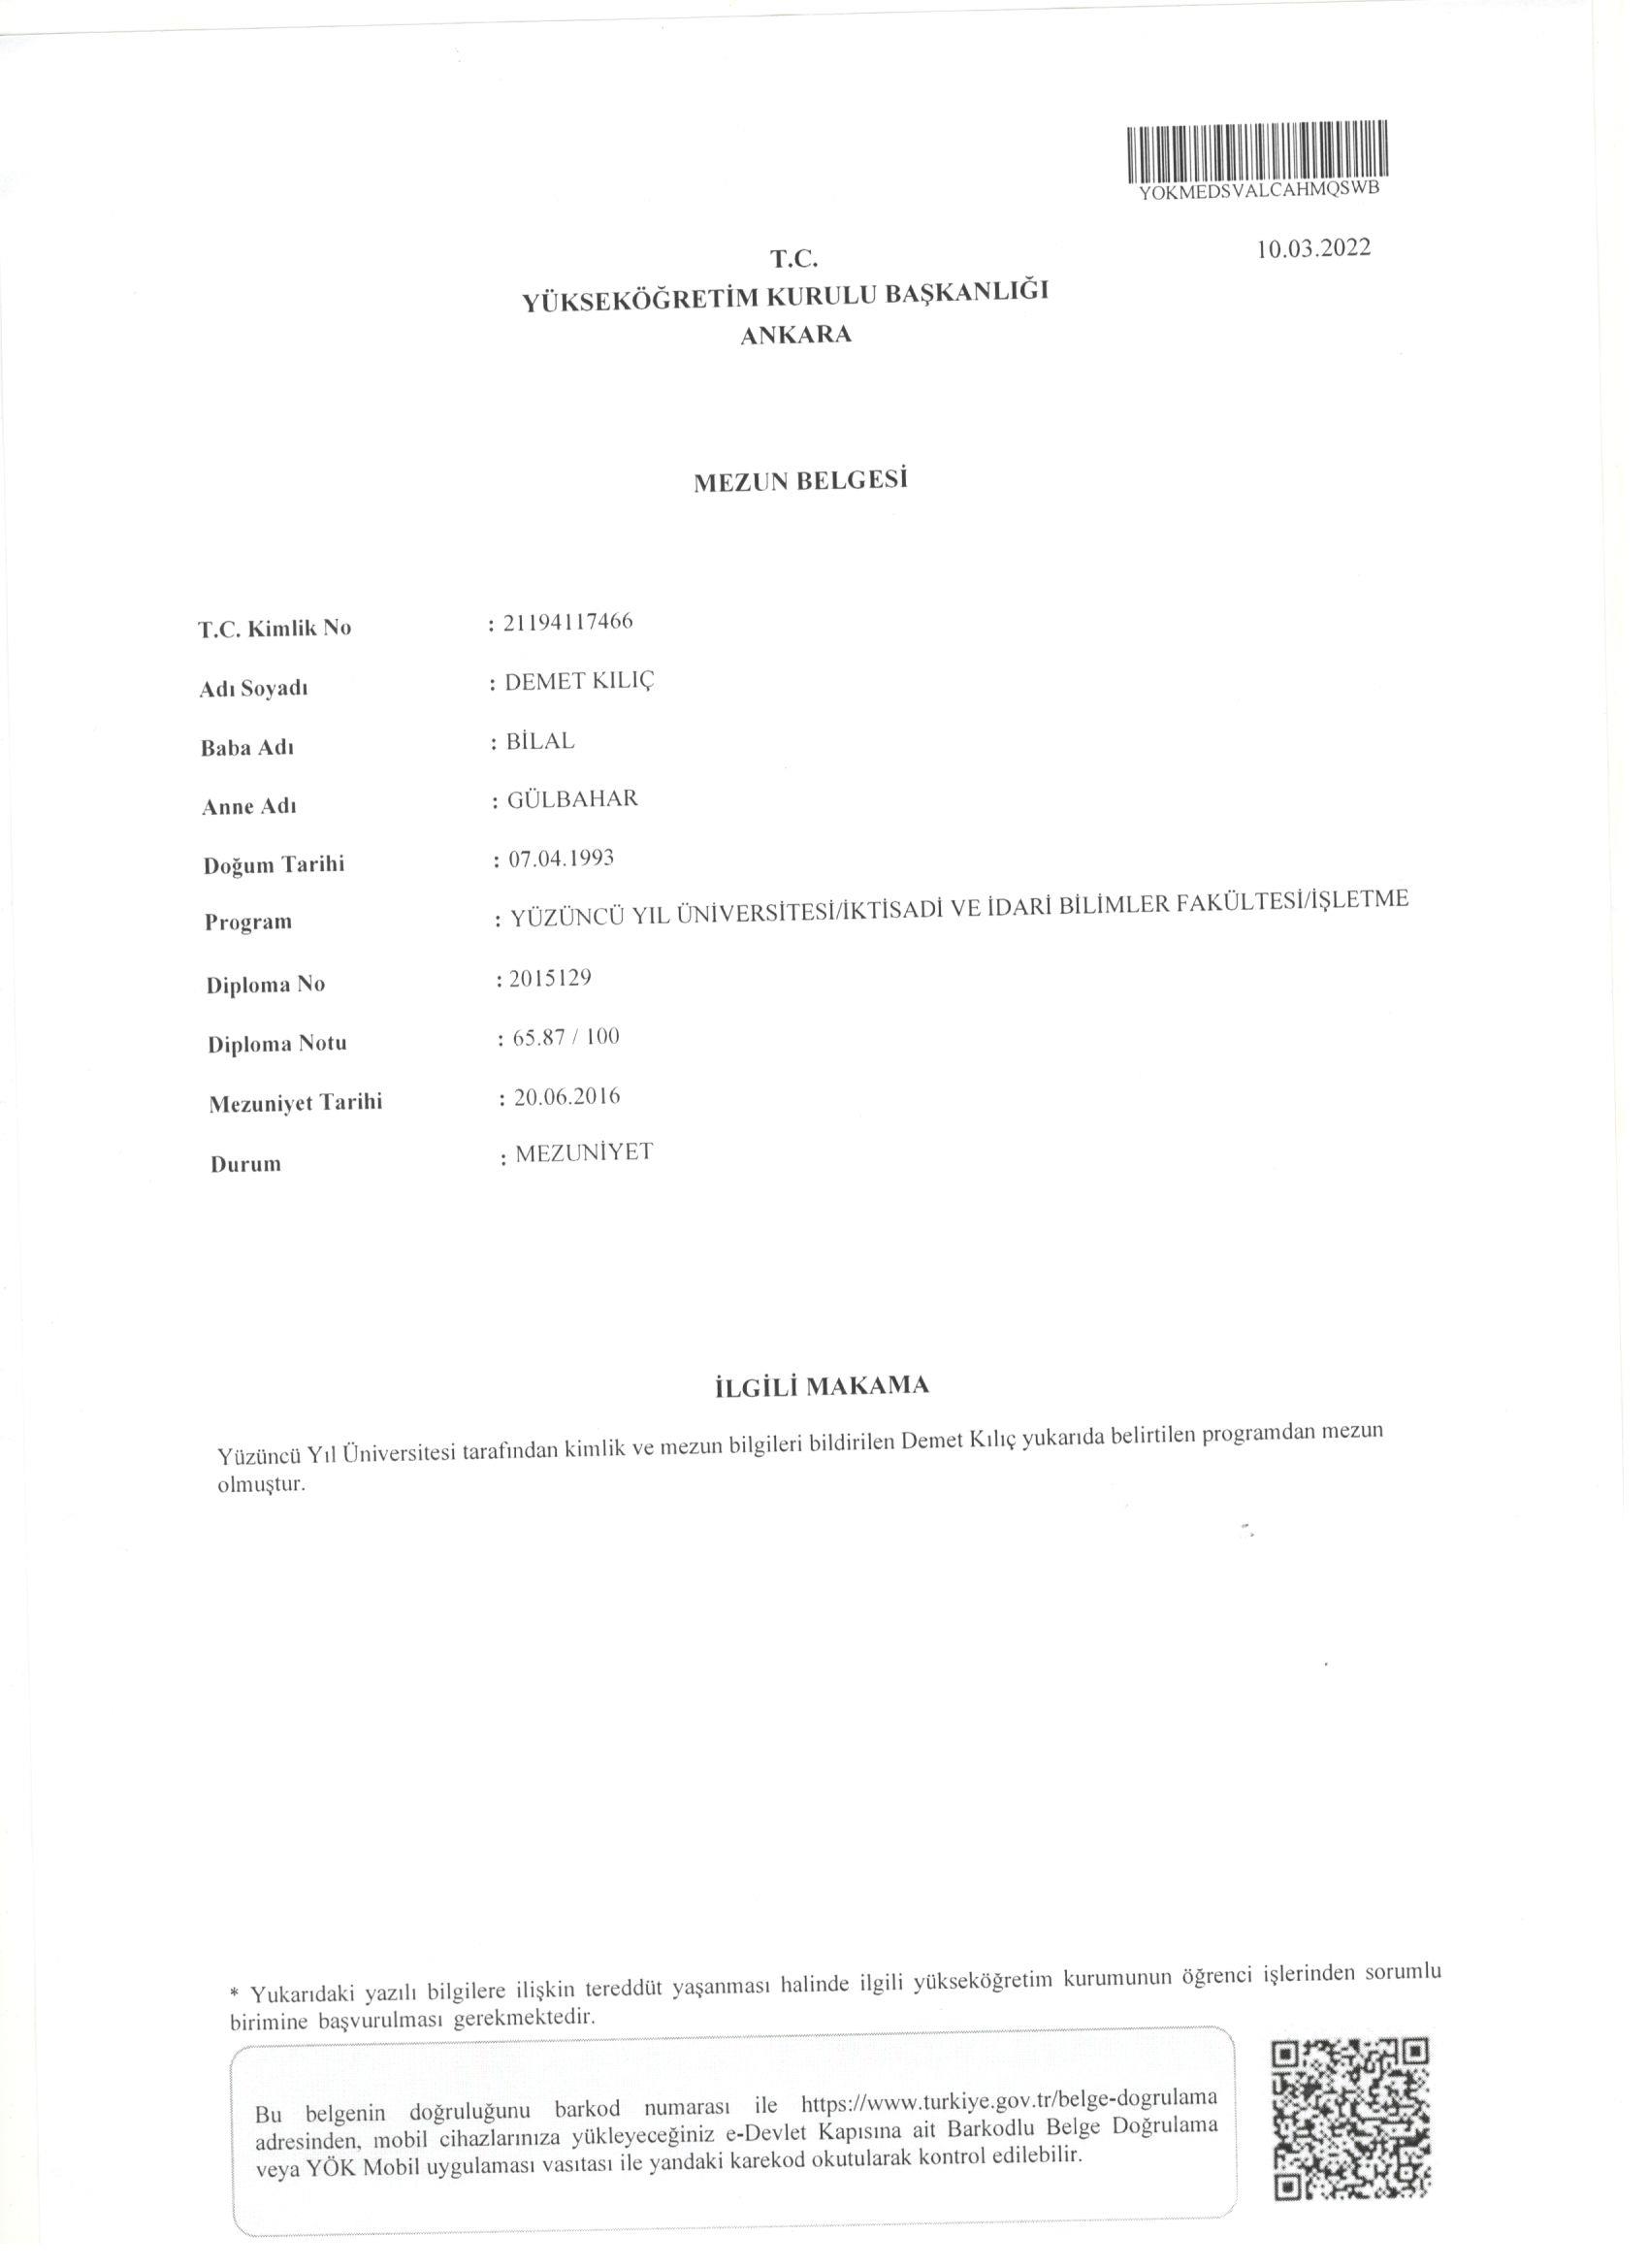 YOKMEDSVALCAHMQSWB
10.03.2022
T.C.
YÜKSEKÖĞRETİM KURULU BAŞKANLIĞI
ANKARA
MEZUN BELGESİ
T.C. Kimlik No : 21194117466
Adı Soyadı : DEMET KILIÇ
Baba Adı : BİLAL
Anne Adı : GÜLBAHAR
Doğum Tarihi : 07.04.1993
Program : YÜZÜNCÜ YIL ÜNİVERSİTESİ/İKTİSADİ VE İDARİ BİLİMLER FAKÜLTESİ/İŞLETME
Diploma No : 2015129
Diploma Notu : 65.87 / 100
Mezuniyet Tarihi : 20.06.2016
Durum : MEZUNİYET
İLGİLİ MAKAMA
Yüzüncü Yıl Üniversitesi tarafından kimlik ve mezun bilgileri bildirilen Demet Kılıç yukarıda belirtilen programdan mezun
olmuştur.
* Yukarıdaki yazılı bilgilere ilişkin tereddüt yaşanması halinde ilgili yükseköğretim kurumunun öğrenci işlerinden sorumlu
birimine başvurulması gerekmektedir.
Bu belgenin doğruluğunu barkod numarası ile https://www.turkiye.gov.tr/belge-dogrulama
adresinden, mobil cihazlarınıza yükleyeceğiniz e-Devlet Kapısına ait Barkodlu Belge Doğrulama
veya YÖK Mobil uygulaması vasıtası ile yandaki karekod okutularak kontrol edilebilir.